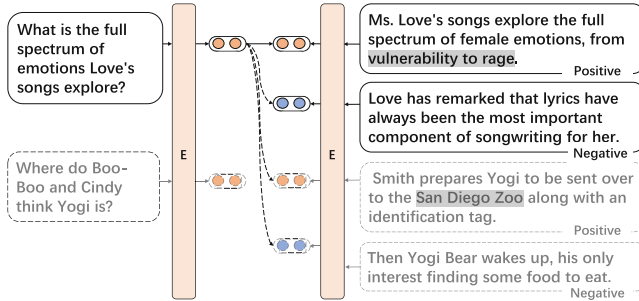 What is the full
spectrum of
emotions Love's
songs explore?
Where do Boo-
Boo and Cindy
think Yogi is?
E
E
Ms. Love's songs explore the full
spectrum of female emotions, from
vulnerability to rage.
Positive
Love has remarked that lyrics have
always been the most important
component of songwriting for her.
Negative
Smith prepares Yogi to be sent over
to the San Diego Zoo along with an
identification tag.
Positive
Then Yogi Bear wakes up, his only
interest finding some food to eat.
Negative